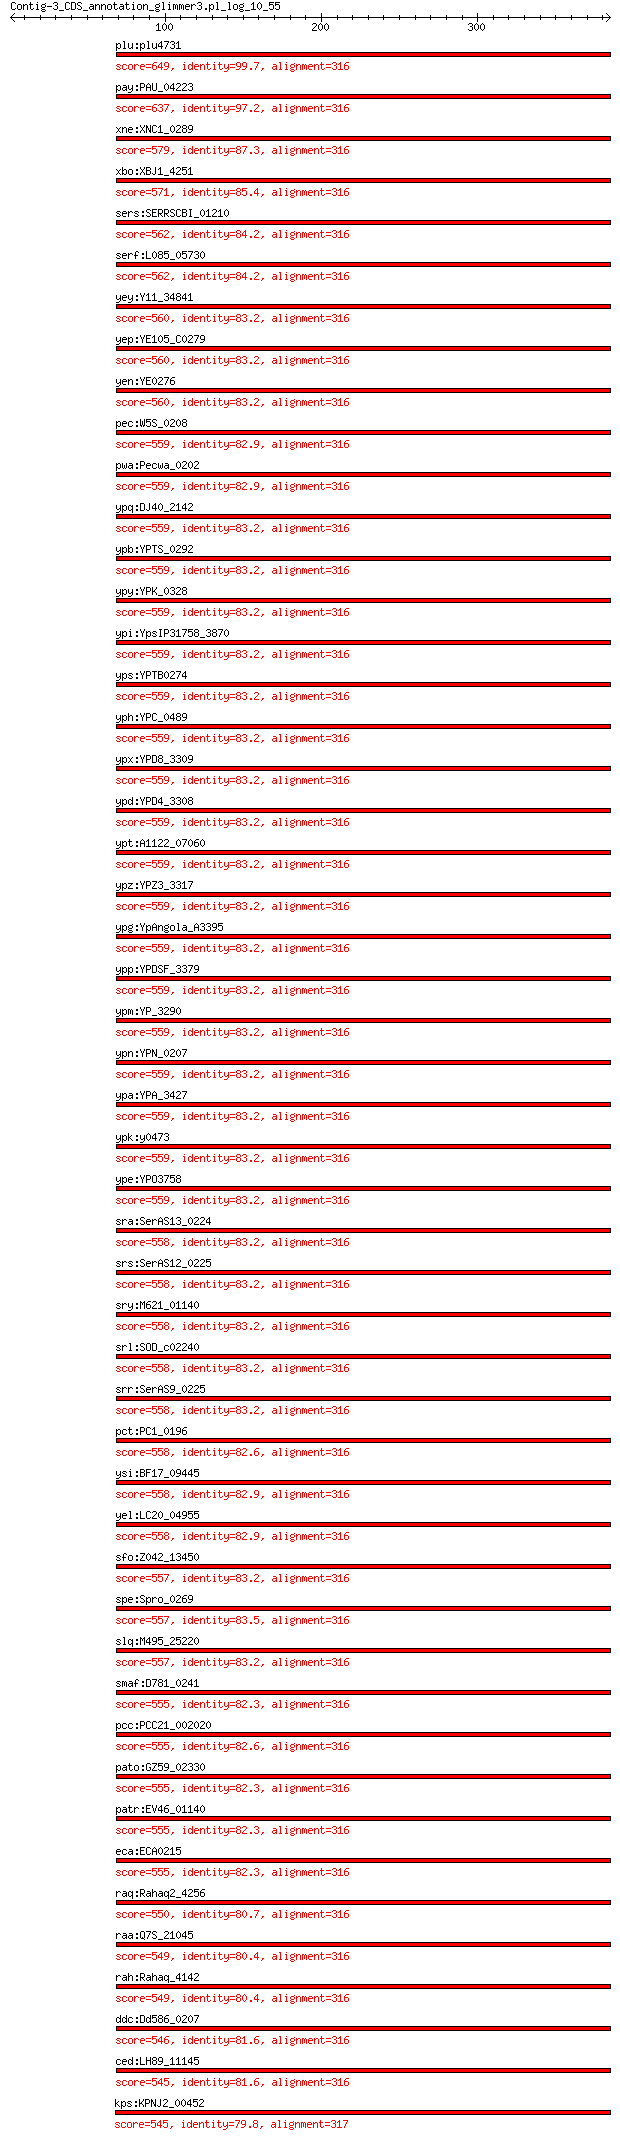 Contig-3_CDS_annotation_glimmer3.pl_log_10_55
100 200 300
plu:plu4731
score=649, identity=99.7, alignment=316
pay:PAU_04223
score=637, identity=97.2, alignment=316
xne:XNC1_0289
score=579, identity=87.3, alignment=316
xbo:XBJ1_4251
score=571, identity=85.4, alignment=316
sers:SERRSCBI_01210
score=562, identity=84.2, alignment=316
serf:L085_05730
score=562, identity=84.2, alignment=316
yey:Y11_34841
score=560, identity=83.2, alignment=316
yep:YE105_C0279
score=560, identity=83.2, alignment=316
yen:YE0276
score=560, identity=83.2, alignment=316
pec:W5S_0208
score=559, identity=82.9, alignment=316
pwa:Pecwa_0202
score=559, identity=82.9, alignment=316
ypq:DJ40_2142
score=559, identity=83.2, alignment=316
ypb:YPTS_0292
score=559, identity=83.2, alignment=316
ypy:YPK_0328
score=559, identity=83.2, alignment=316
ypi:YpsIP31758_3870
score=559, identity=83.2, alignment=316
yps:YPTB0274
score=559, identity=83.2, alignment=316
yph:YPC_0489
score=559, identity=83.2, alignment=316
ypx:YPD8_3309
score=559, identity=83.2, alignment=316
ypd:YPD4_3308
score=559, identity=83.2, alignment=316
ypt:A1122_07060
score=559, identity=83.2, alignment=316
ypz:YPZ3_3317
score=559, identity=83.2, alignment=316
ypg:YpAngola_A3395
score=559, identity=83.2, alignment=316
ypp:YPDSF_3379
score=559, identity=83.2, alignment=316
ypm:YP_3290
score=559, identity=83.2, alignment=316
ypn:YPN_0207
score=559, identity=83.2, alignment=316
ypa:YPA_3427
score=559, identity=83.2, alignment=316
ypk:y0473
score=559, identity=83.2, alignment=316
ype:YPO3758
score=559, identity=83.2, alignment=316
sra:SerAS13_0224
score=558, identity=83.2, alignment=316
srs:SerAS12_0225
score=558, identity=83.2, alignment=316
sry:M621_01140
score=558, identity=83.2, alignment=316
srl:SOD_c02240
score=558, identity=83.2, alignment=316
srr:SerAS9_0225
score=558, identity=83.2, alignment=316
pct:PC1_0196
score=558, identity=82.6, alignment=316
ysi:BF17_09445
score=558, identity=82.9, alignment=316
yel:LC20_04955
score=558, identity=82.9, alignment=316
sfo:Z042_13450
score=557, identity=83.2, alignment=316
spe:Spro_0269
score=557, identity=83.5, alignment=316
slq:M495_25220
score=557, identity=83.2, alignment=316
smaf:D781_0241
score=555, identity=82.3, alignment=316
pcc:PCC21_002020
score=555, identity=82.6, alignment=316
pato:GZ59_02330
score=555, identity=82.3, alignment=316
patr:EV46_01140
score=555, identity=82.3, alignment=316
eca:ECA0215
score=555, identity=82.3, alignment=316
raq:Rahaq2_4256
score=550, identity=80.7, alignment=316
raa:Q7S_21045
score=549, identity=80.4, alignment=316
rah:Rahaq_4142
score=549, identity=80.4, alignment=316
ddc:Dd586_0207
score=546, identity=81.6, alignment=316
ced:LH89_11145
score=545, identity=81.6, alignment=316
kps:KPNJ2_00452
score=545, identity=79.8, alignment=317